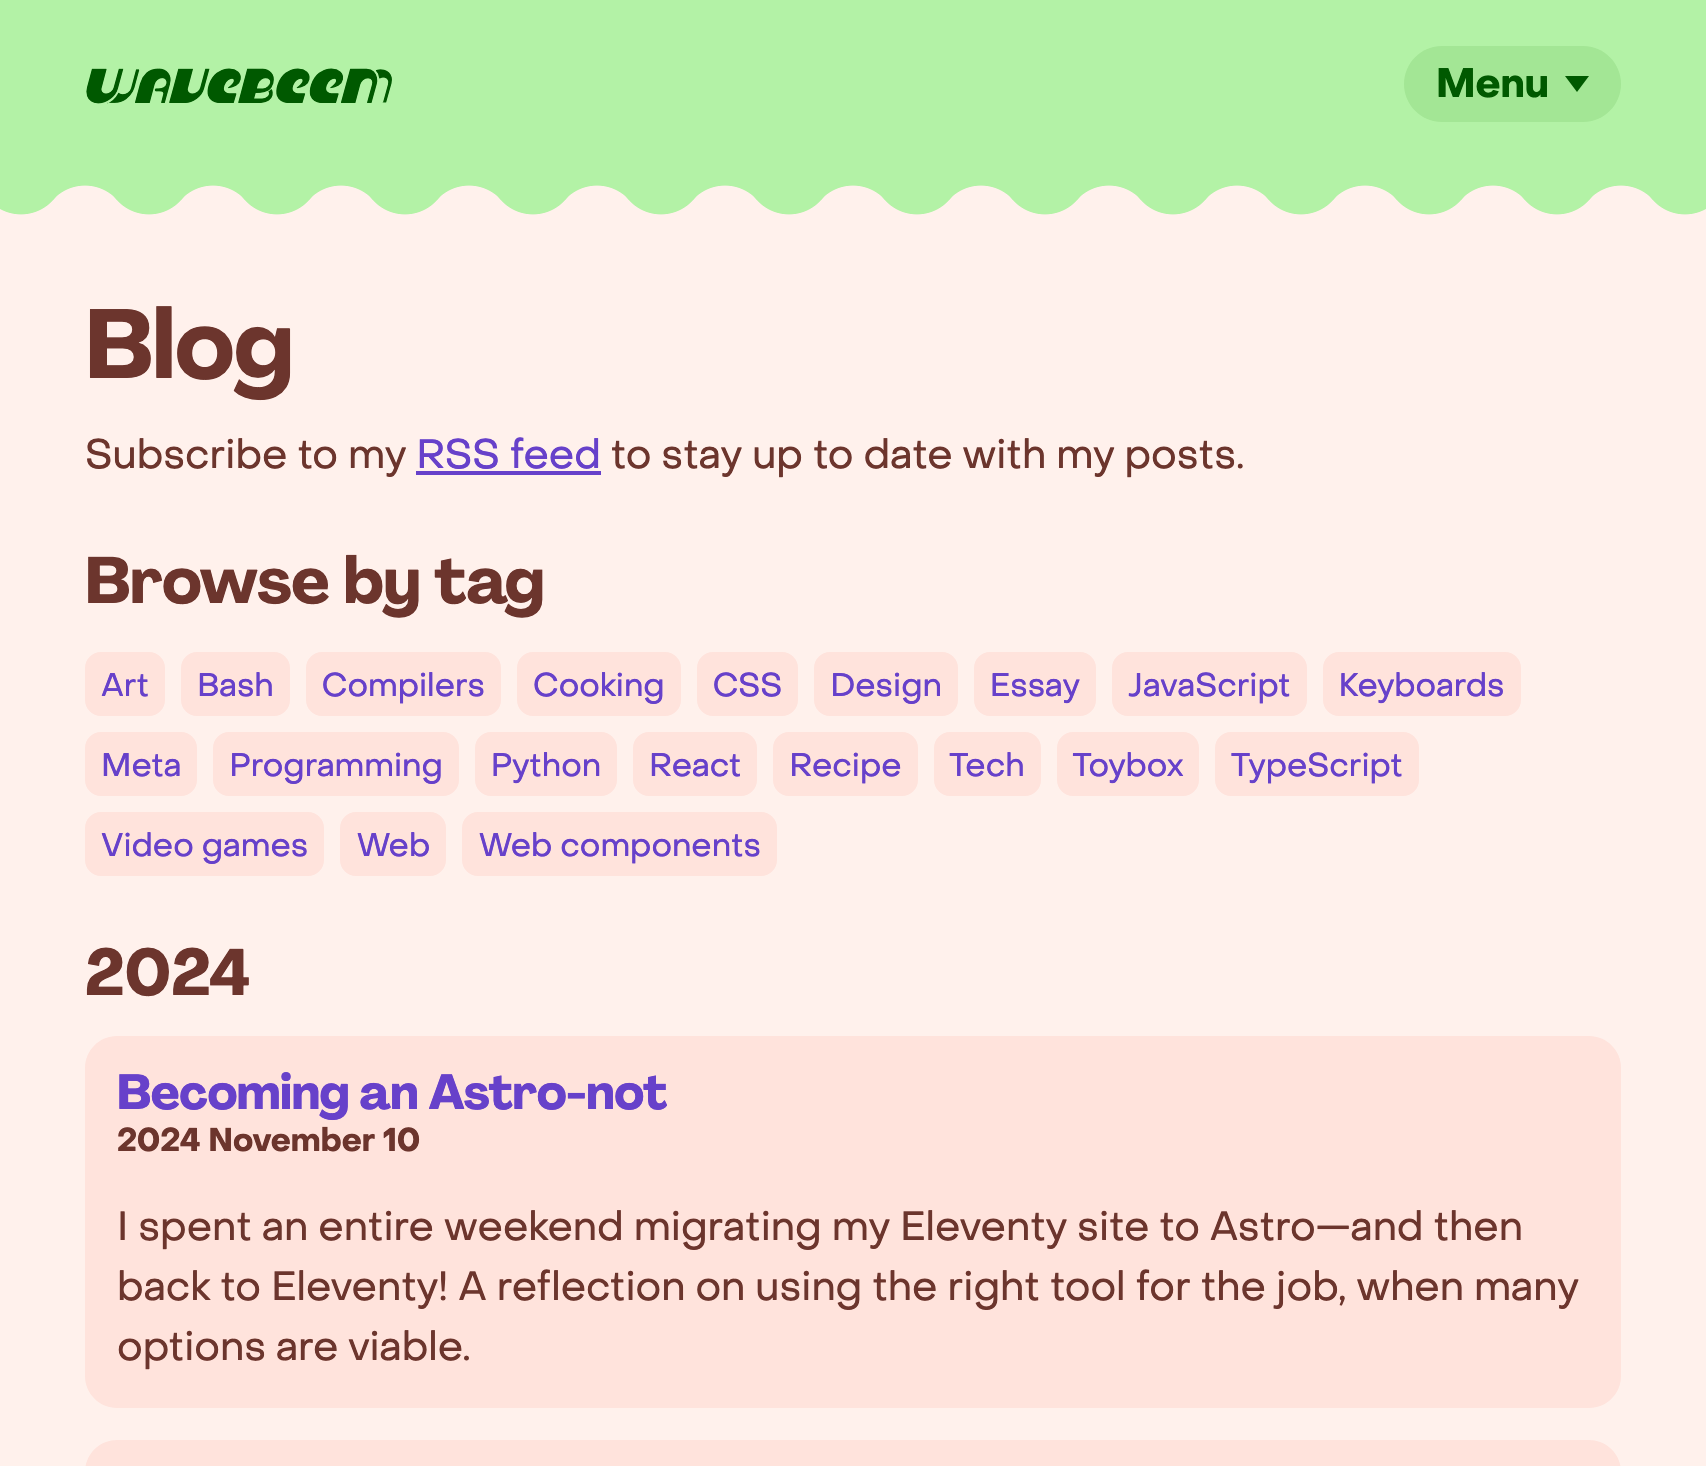 WAVEBEEM
Menu
Blog
Subscribe to my RSS feed to stay up to date with my posts.
Browse by tag
Art Bash Compilers Cooking CSS Design Essay JavaScript Keyboards
Meta Programming Python React Recipe Tech Toybox TypeScript
Video games Web Web components
2024
Becoming an Astro-not
2024 November 10
I spent an entire weekend migrating my Eleventy site to Astro—and then
back to Eleventy! A reflection on using the right tool for the job, when many
options are viable.